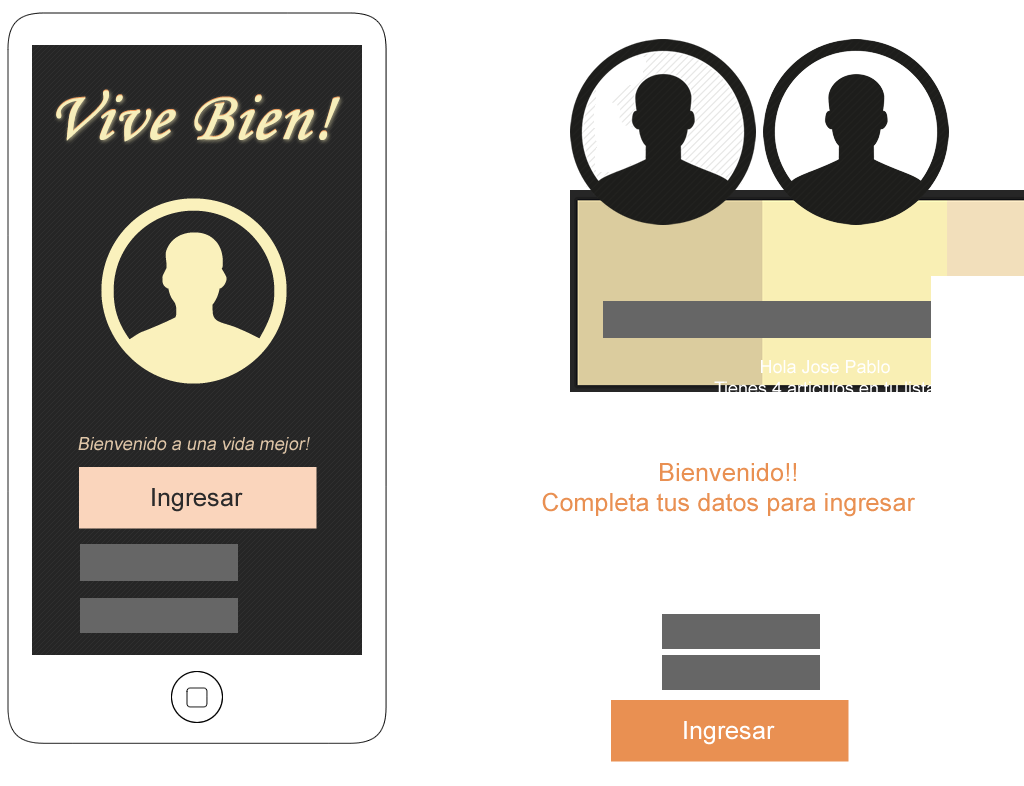 Vive Bien!
Bienvenido a una vida mejor!
Ingresar
Hola Jose Pablo
Tienes 4 articulos en tu lista
Bienvenido!!
Completa tus datos para ingresar
Ingresar